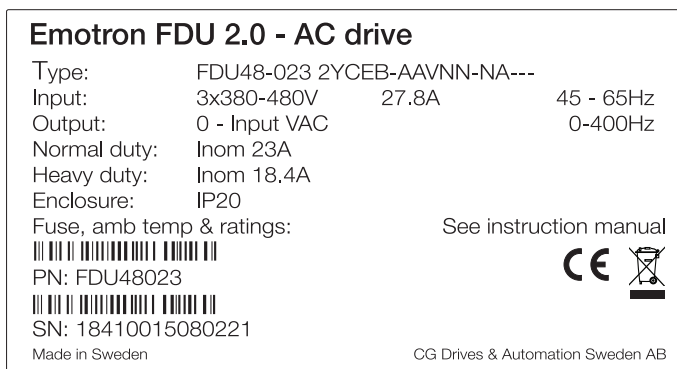 Emotron FDU 2.0 - AC drive
Type: FDU48-023 2YCEB-AAVNN-NA---
Input: 3x380-480V 27.8A 45 - 65Hz
Output: 0 - Input VAC 0-400Hz
Normal duty: Inom 23A
Heavy duty: Inom 18.4A
Enclosure: IP20
Fuse, amb temp & ratings: See instruction manual
PN: FDU48023
CE
SN: 18410015080221
Made in Sweden CG Drives & Automation Sweden AB